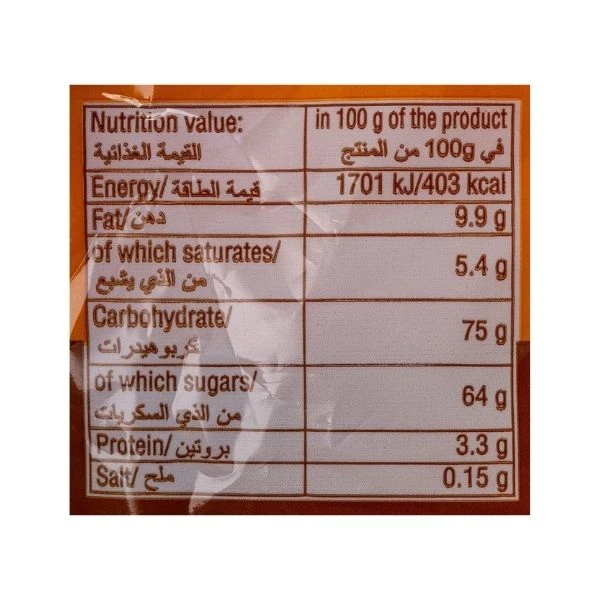 Nutrition value:
القيمة الغذائية
in 100 g of the product
في 100g من المنتج
Energy/ قيمة الطاقة
1701 kJ/403 kcal
Fat/دهن
9.9 g
of which saturates/
من الذي يشبع
5.4 g
Carbohydrate/
كربوهيدرات
75 g
of which sugars/
من الذي السكريات
64 g
Protein/ بروتين
3.3 g
Salt/ ملح
0.15 g